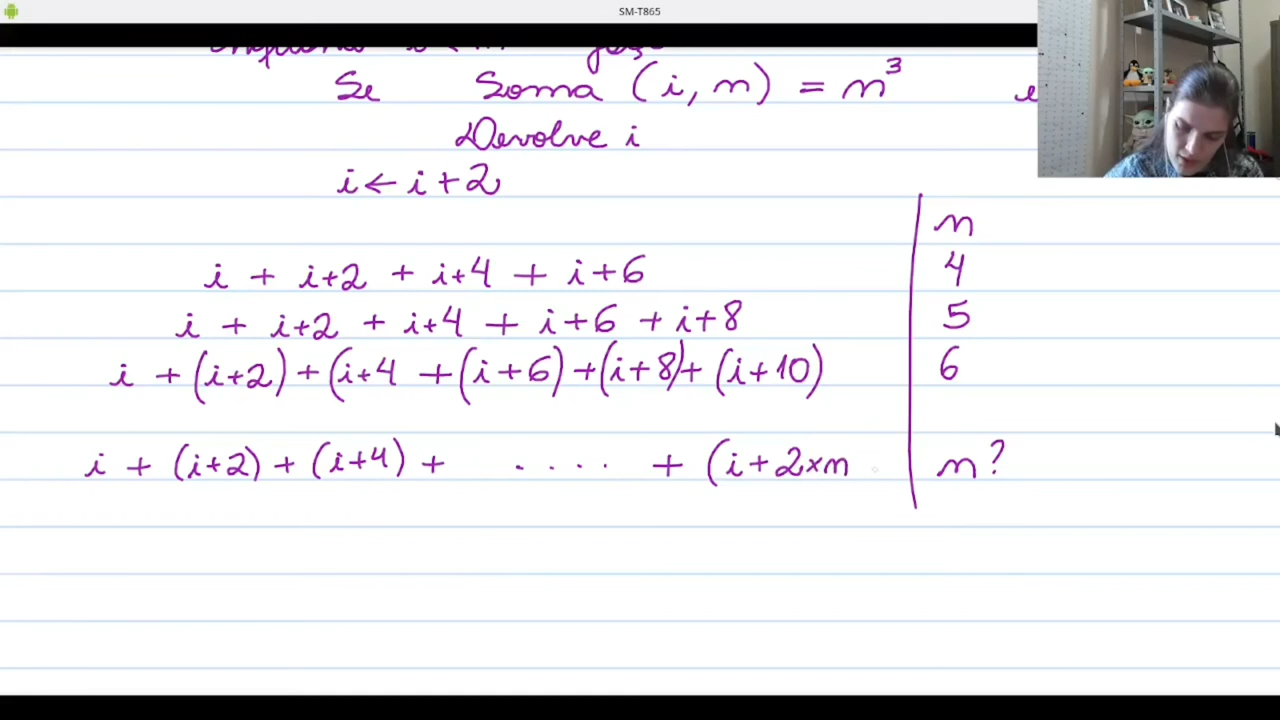 SM-T865
Se Soma (i, n) = n³ e
Devolve i
i ← i + 2
n
i + i+2 + i+4 + i+6 4
i + i+2 + i+4 + i+6 + i+8 5
i + (i+2) + (i+4 + (i+6) + (i+8) + (i+10) 6
i + (i+2) + (i+4) + ..... + (i+2×n n?